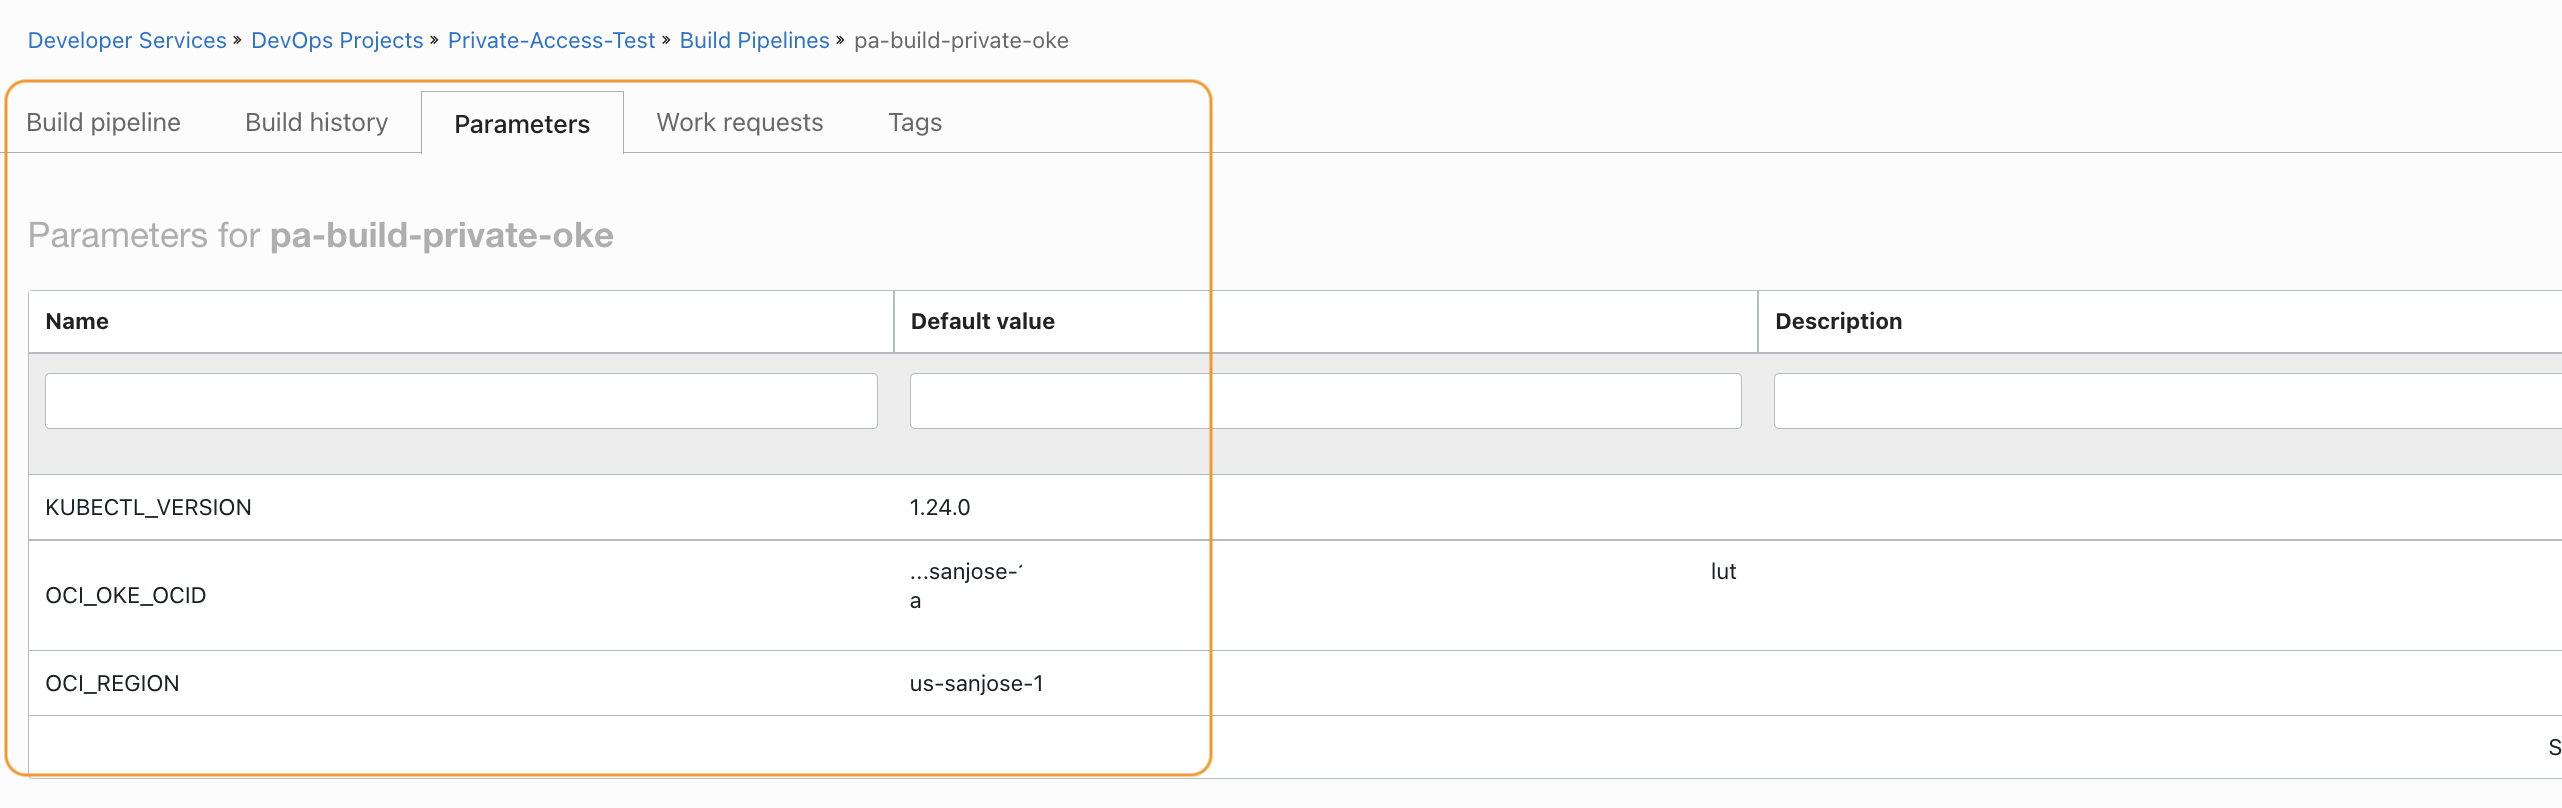 Developer Services » DevOps Projects » Private-Access-Test » Build Pipelines » pa-build-private-oke
Build pipeline Build history Parameters Work requests Tags
Parameters for pa-build-private-oke
Name Default value Description
KUBECTL_VERSION 1.24.0
OCI_OKE_OCID ...sanjose- lut
a
OCI_REGION us-sanjose-1
S